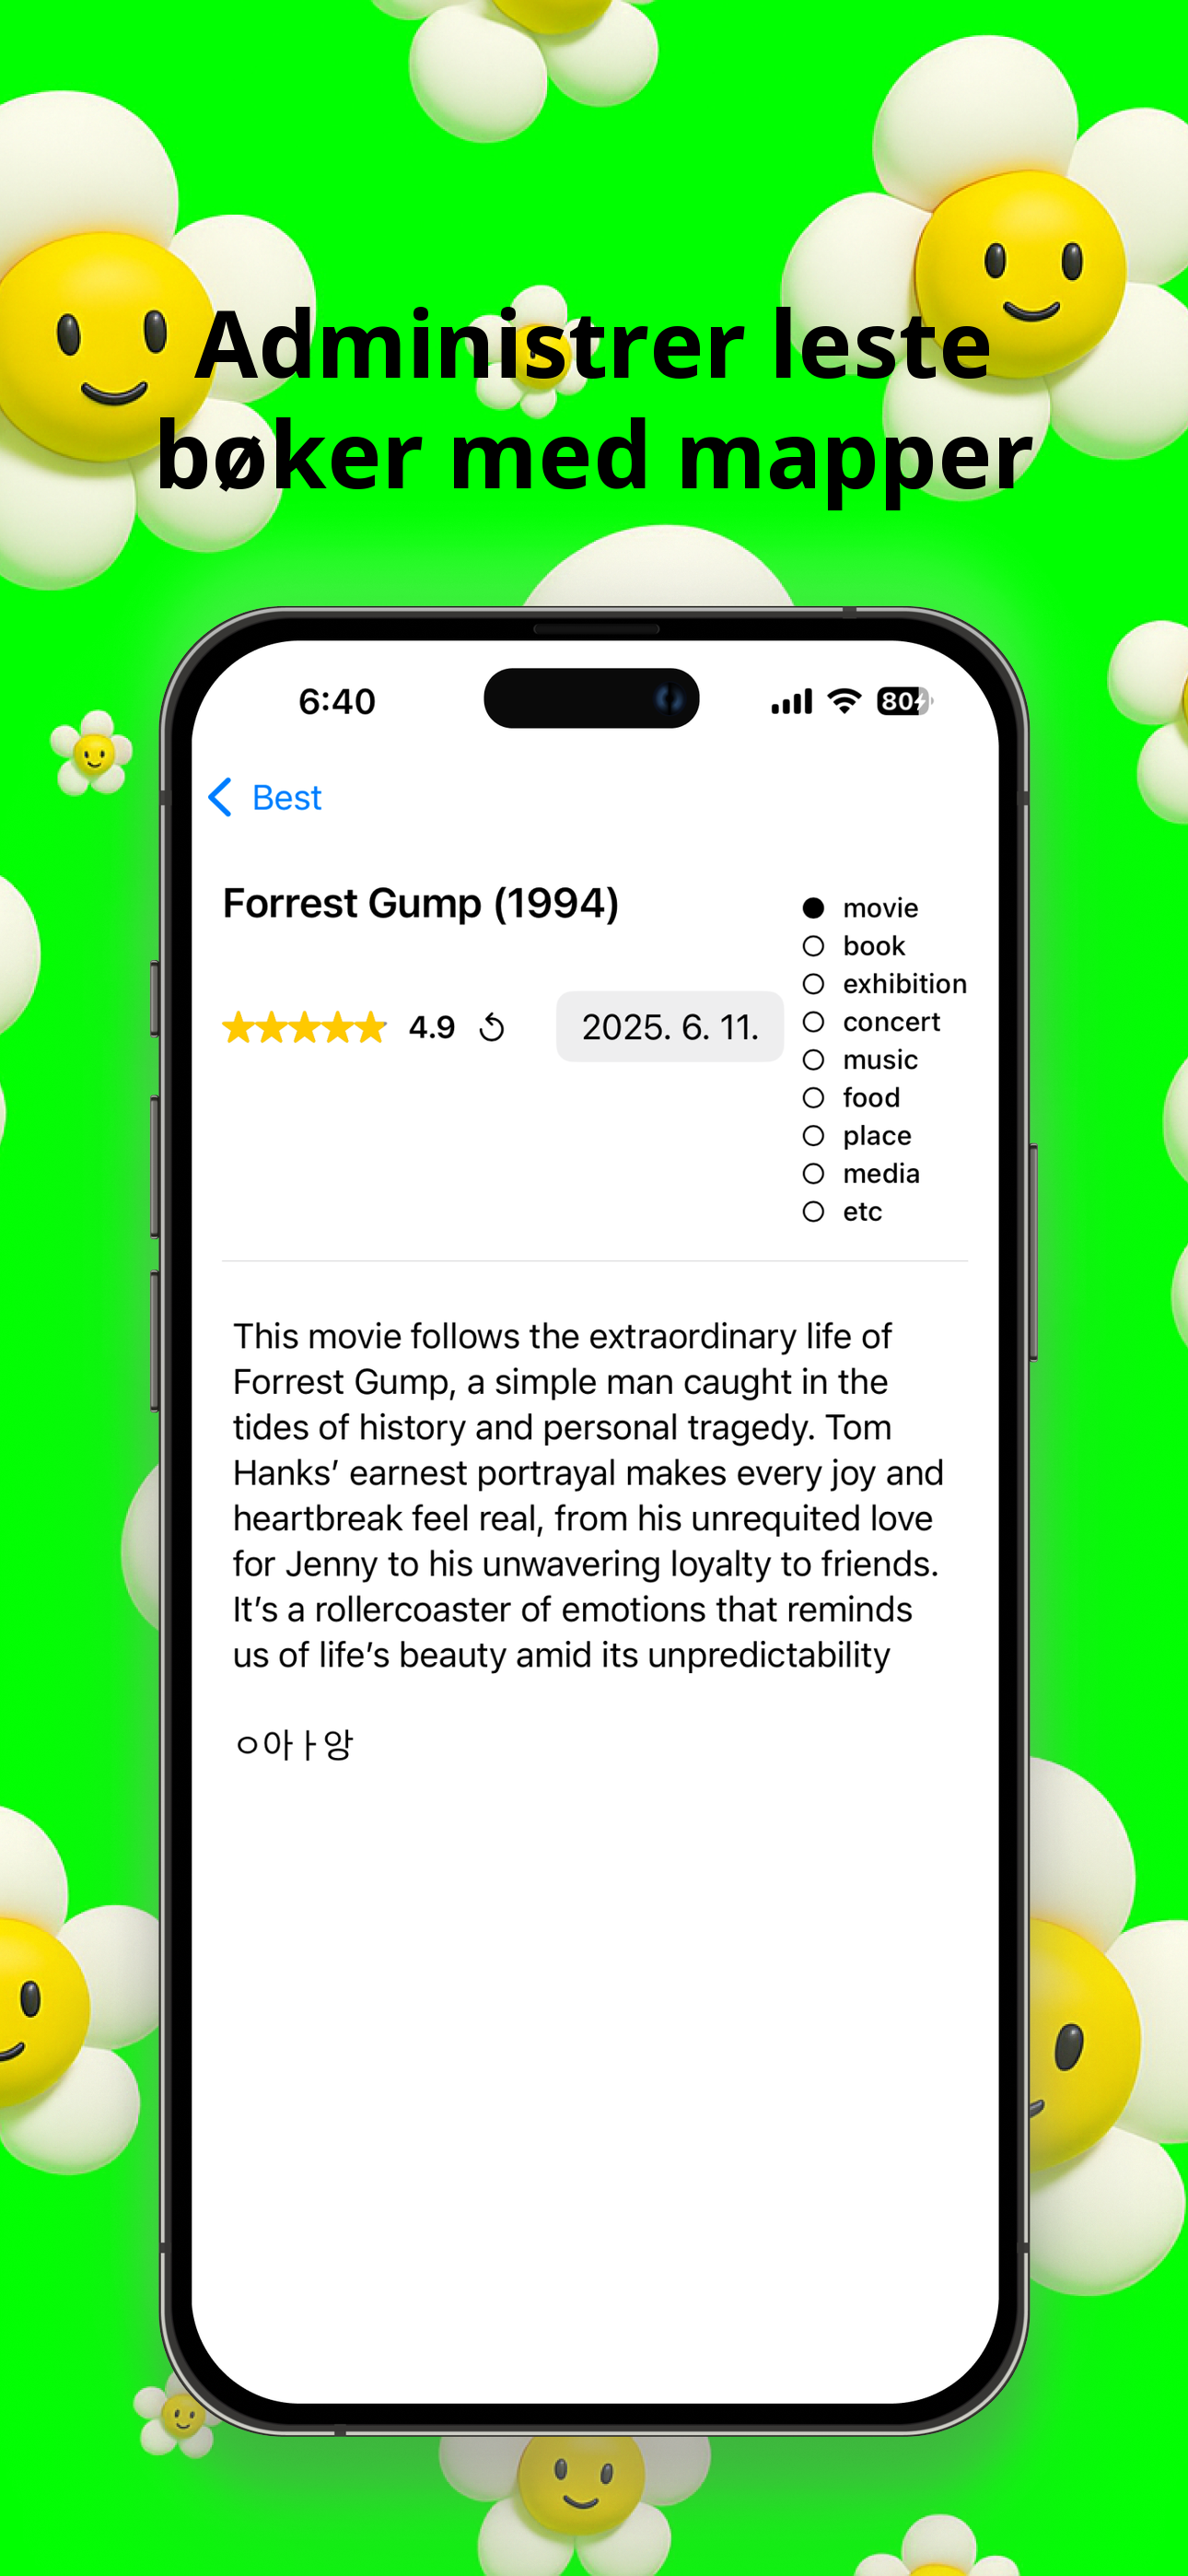 Administrer leste
bøker med mapper
6:40
80
Best
Forrest Gump (1994)
4.9
2025. 6. 11.
movie
book
exhibition
concert
music
food
place
media
etc
This movie follows the extraordinary life of
Forrest Gump, a simple man caught in the
tides of history and personal tragedy. Tom
Hanks’ earnest portrayal makes every joy and
heartbreak feel real, from his unrequited love
for Jenny to his unwavering loyalty to friends.
It’s a rollercoaster of emotions that reminds
us of life’s beauty amid its unpredictability
ㅇ아ㅏ앙